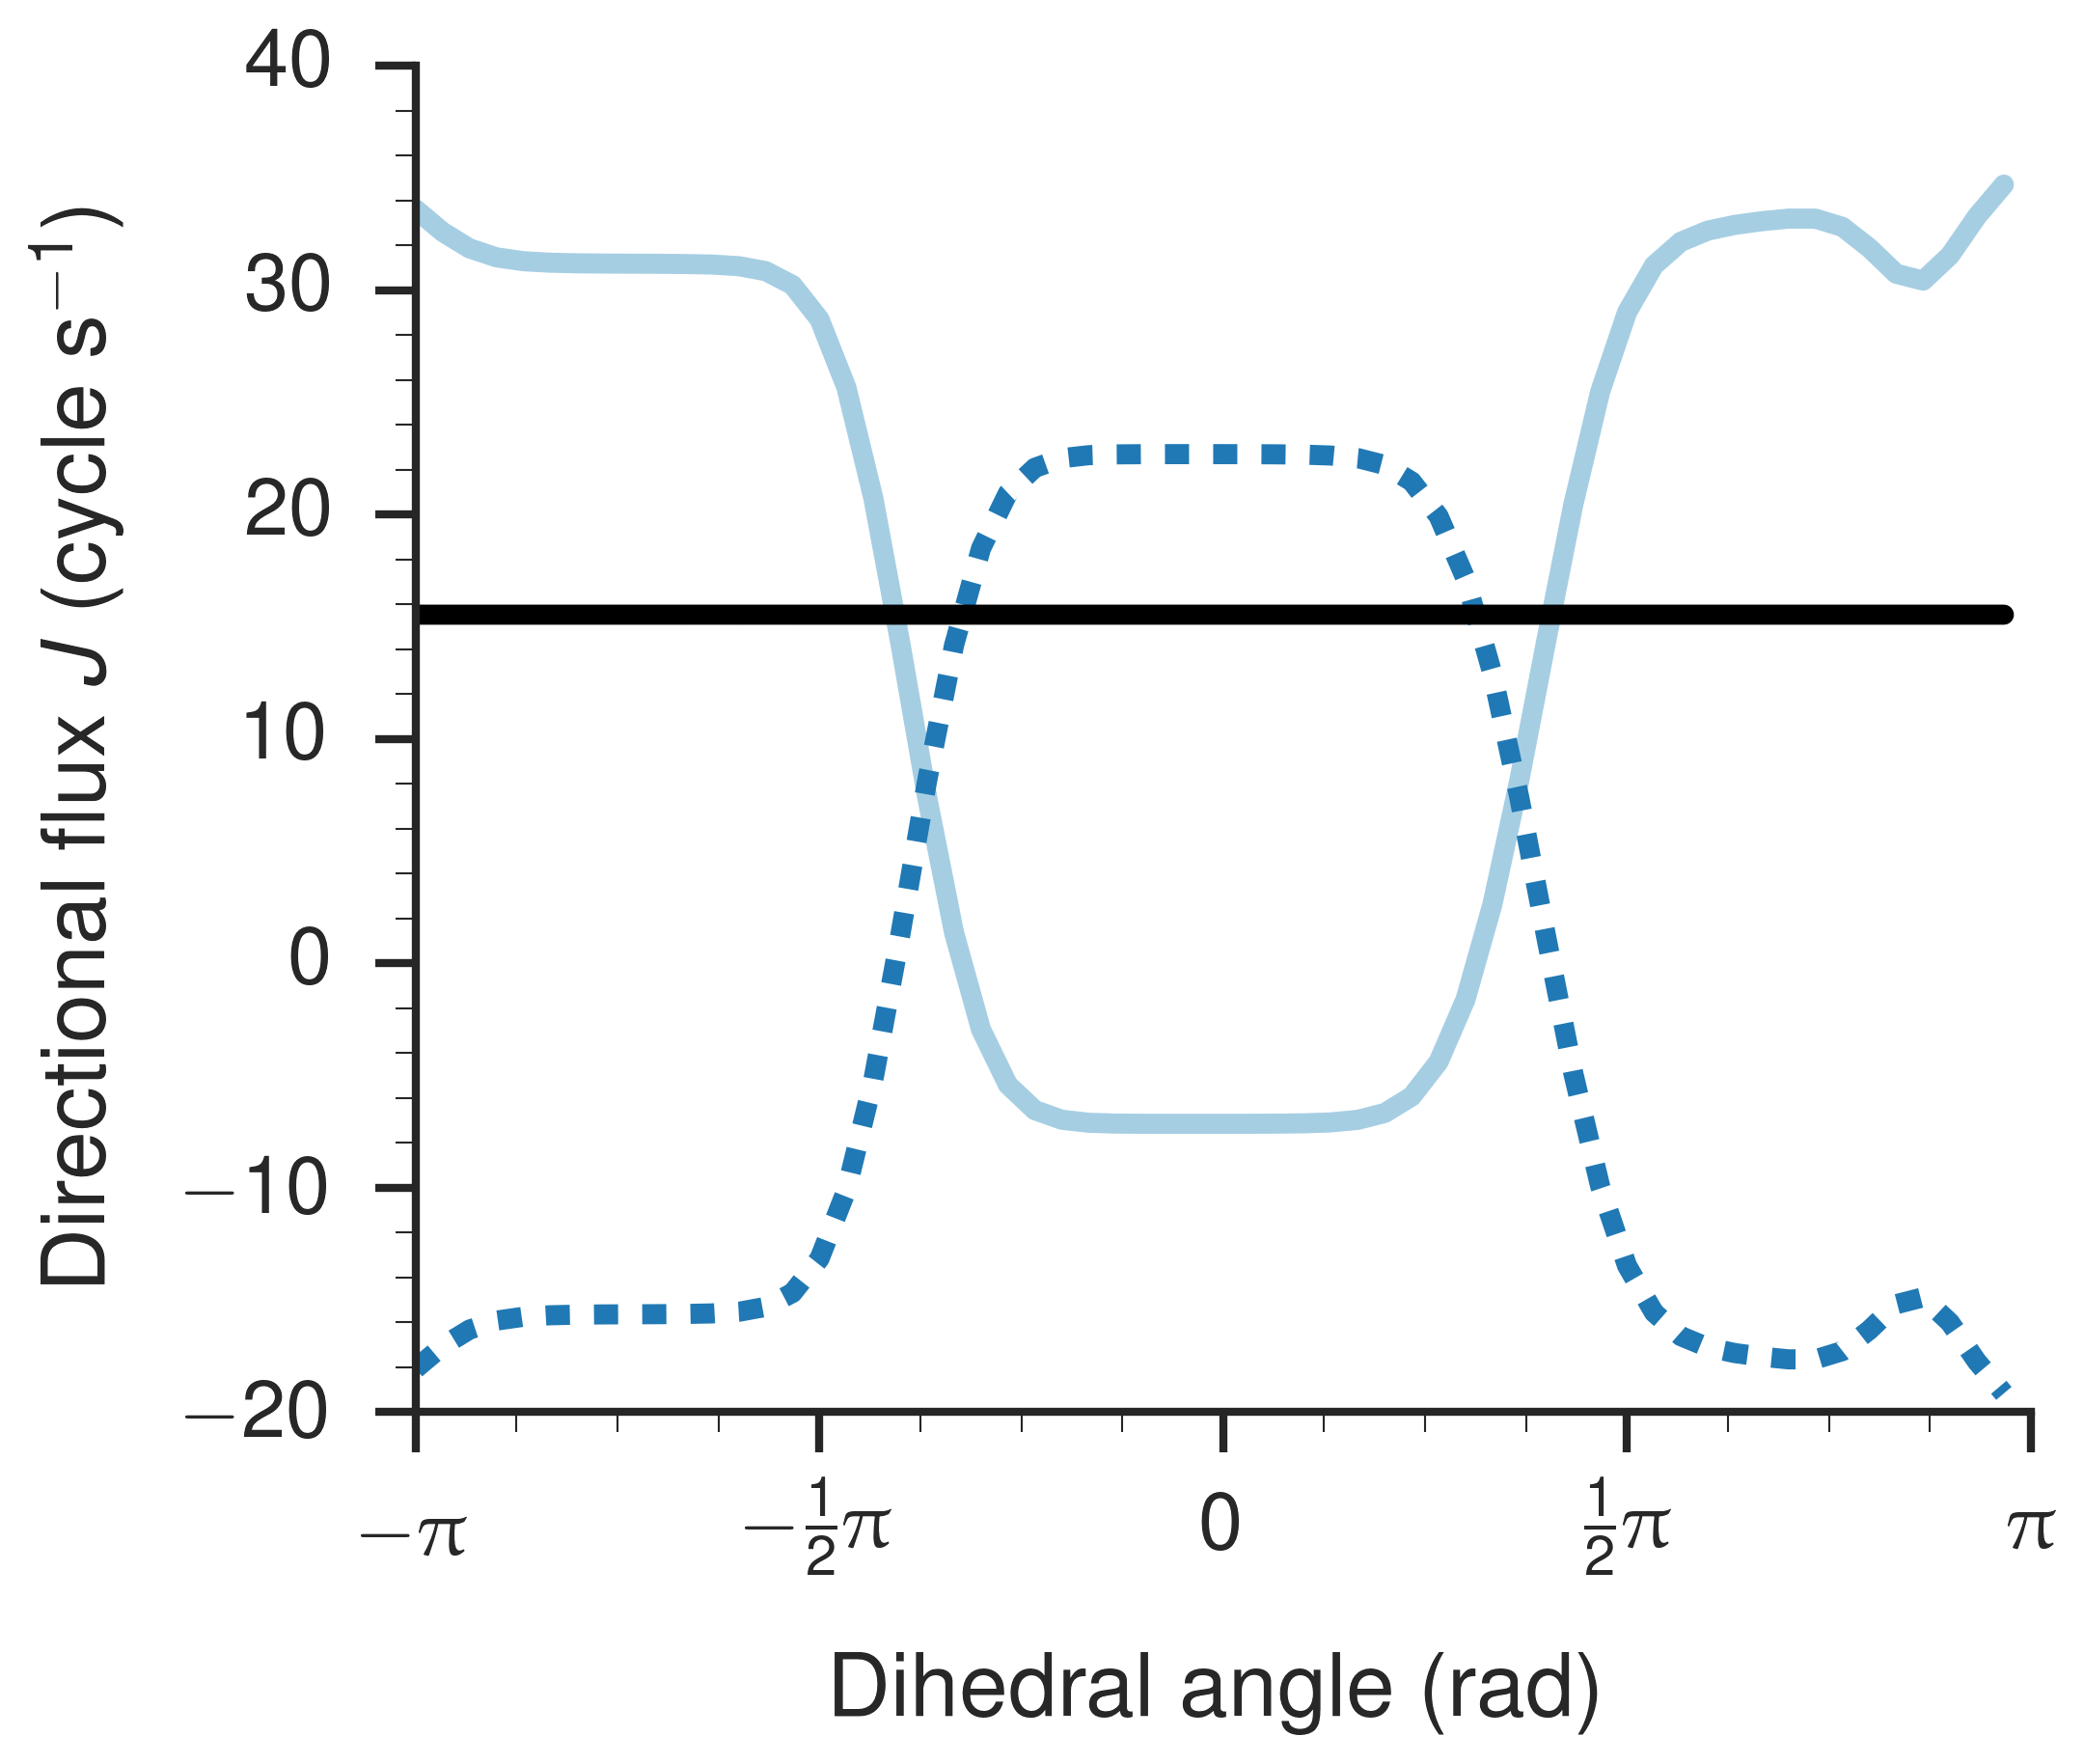 Directional flux J (cycle s⁻¹)
40
30
20
10
0
−10
−20
−π
−½π
0
½π
π
Dihedral angle (rad)